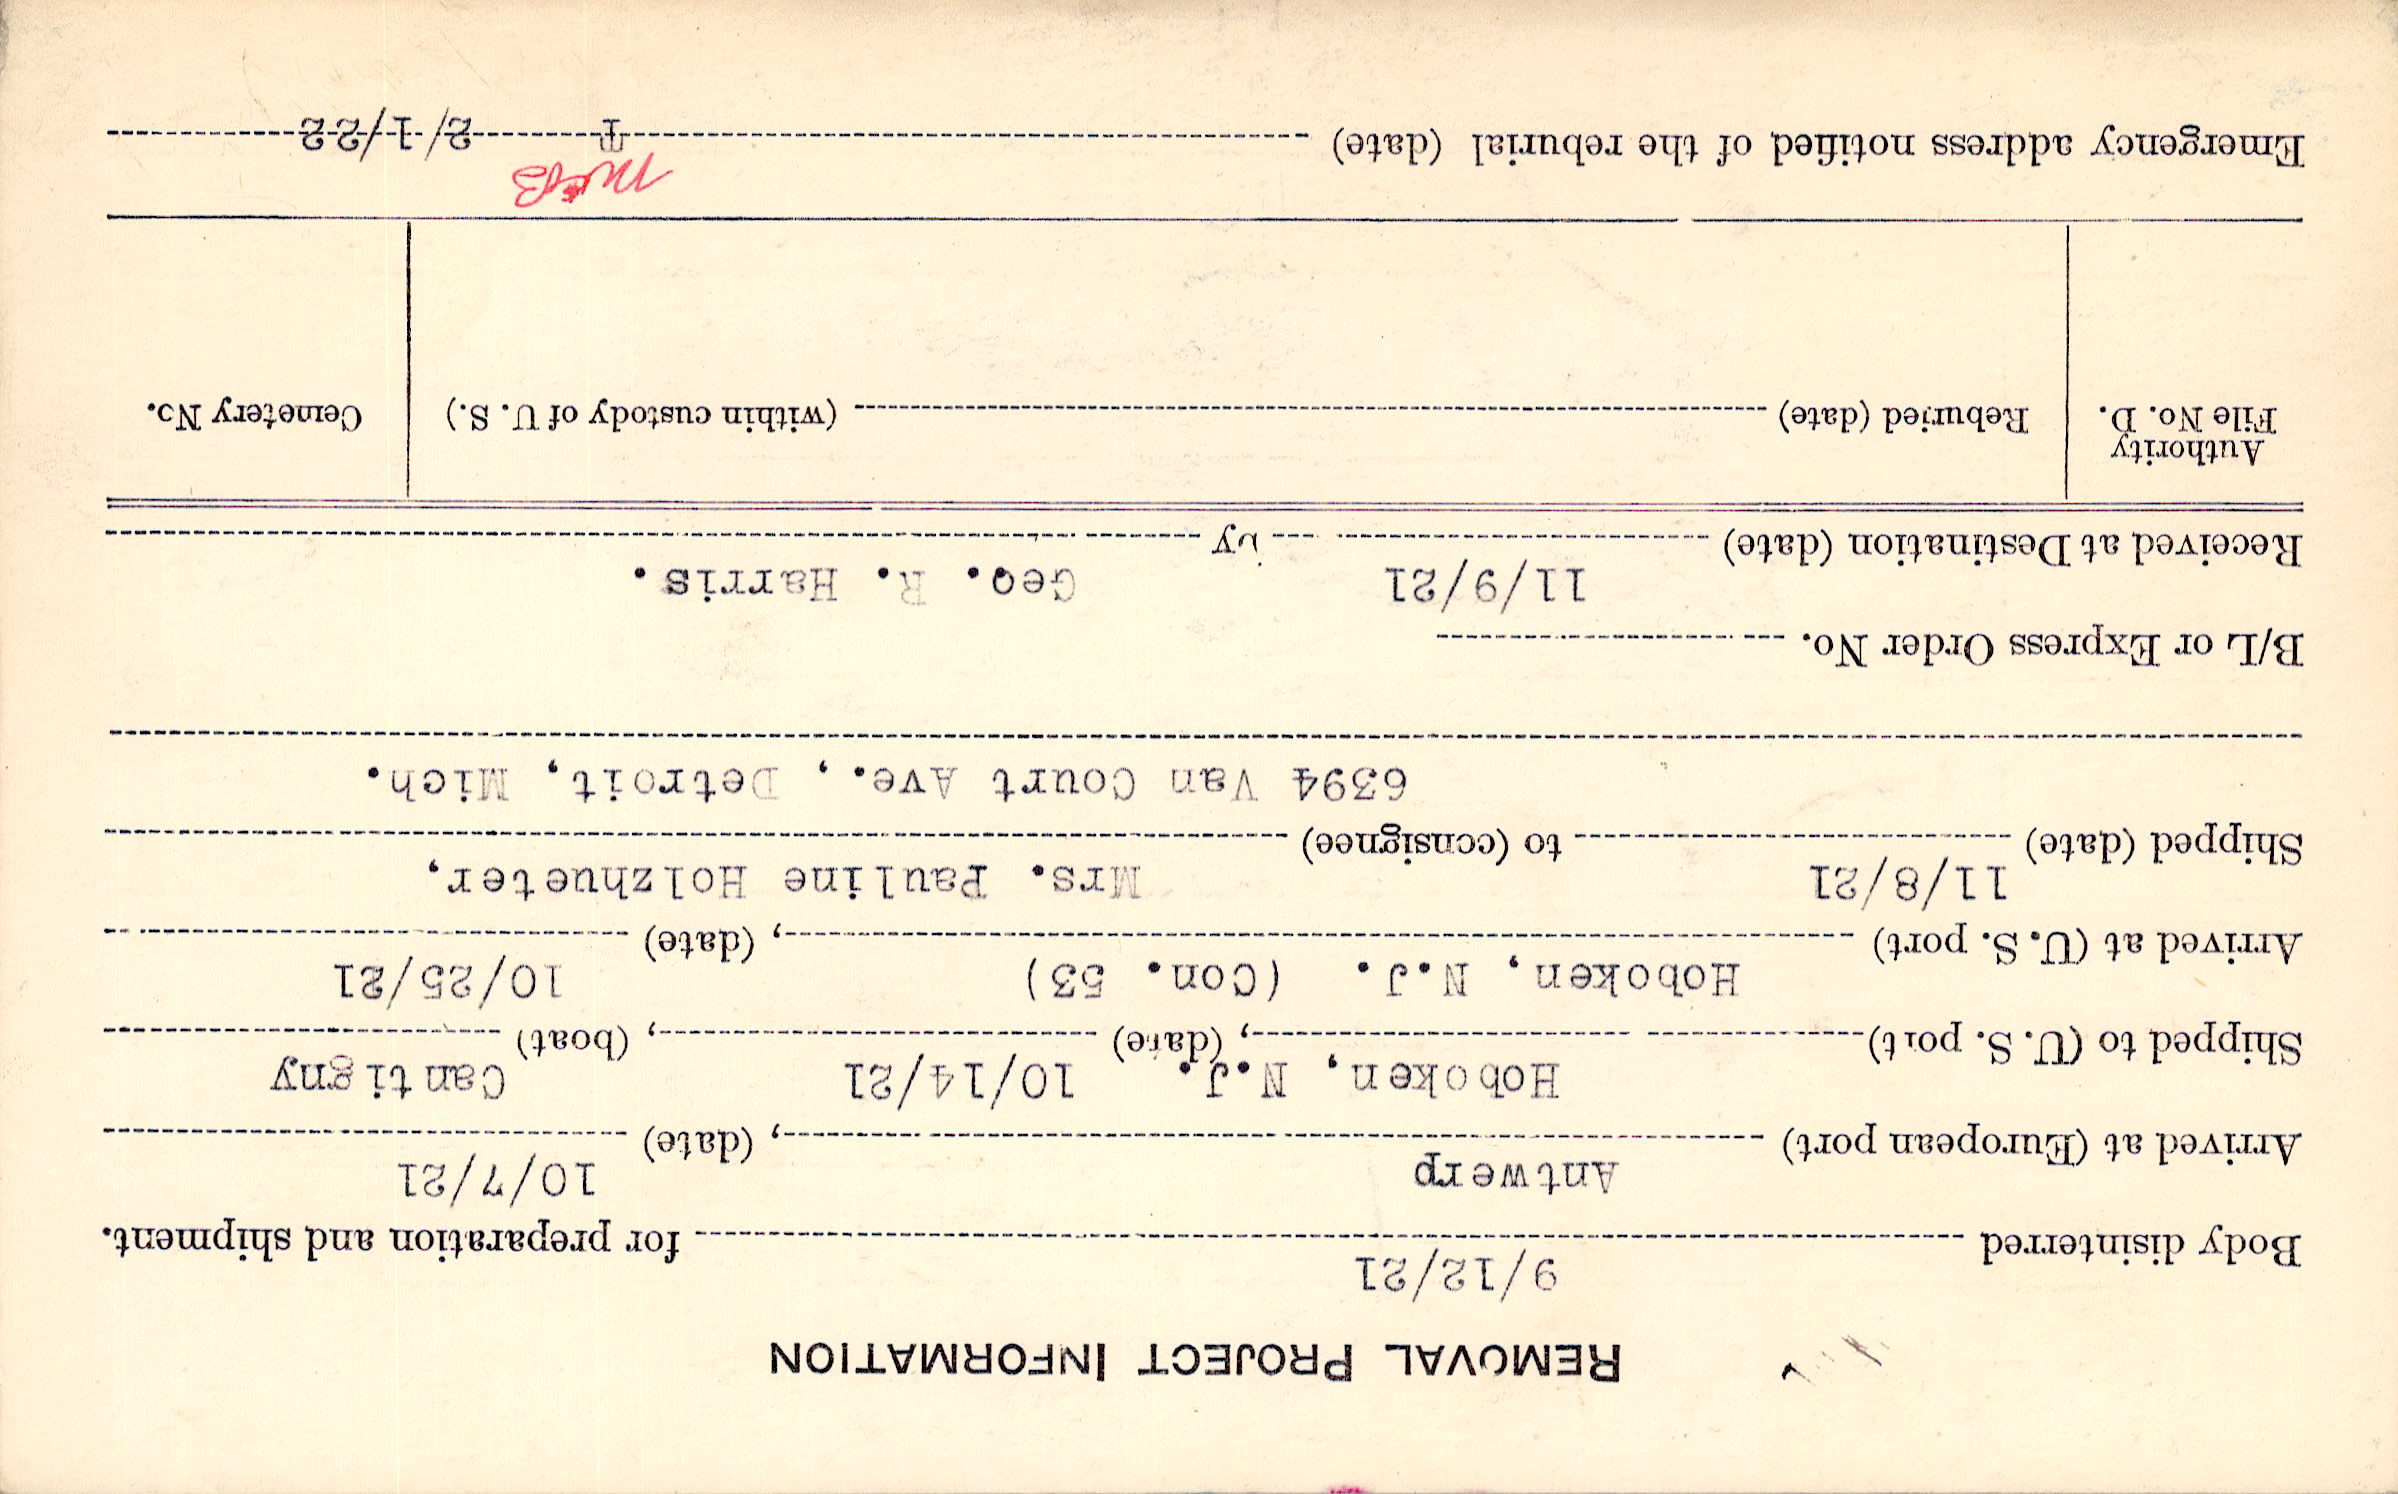 REMOVAL PROJECT INFORMATION
9/12/21
Body disinterred for preparation and shipment.
Antwerp 10/7/21
Arrived at (European port) , (date)
Hoboken, N.J. 10/14/21 Cantigny
Shipped to (U. S. port) , (date) , (boat)
Hoboken, N.J. (Con. 53) 10/25/21
Arrived at (U. S. port) , (date)
11/8/21 Mrs. Pauline Holzhueter,
Shipped (date) to (consignee)
6394 Van Court Ave., Detroit, Mich.
B/L or Express Order No.
11/9/21 Geo. R. Harris.
Received at Destination (date) by
Authority
File No. D. Reburied (date) (within custody of U. S.) Cemetery No.
Emergency address notified of the reburial (date) T 2/1/22